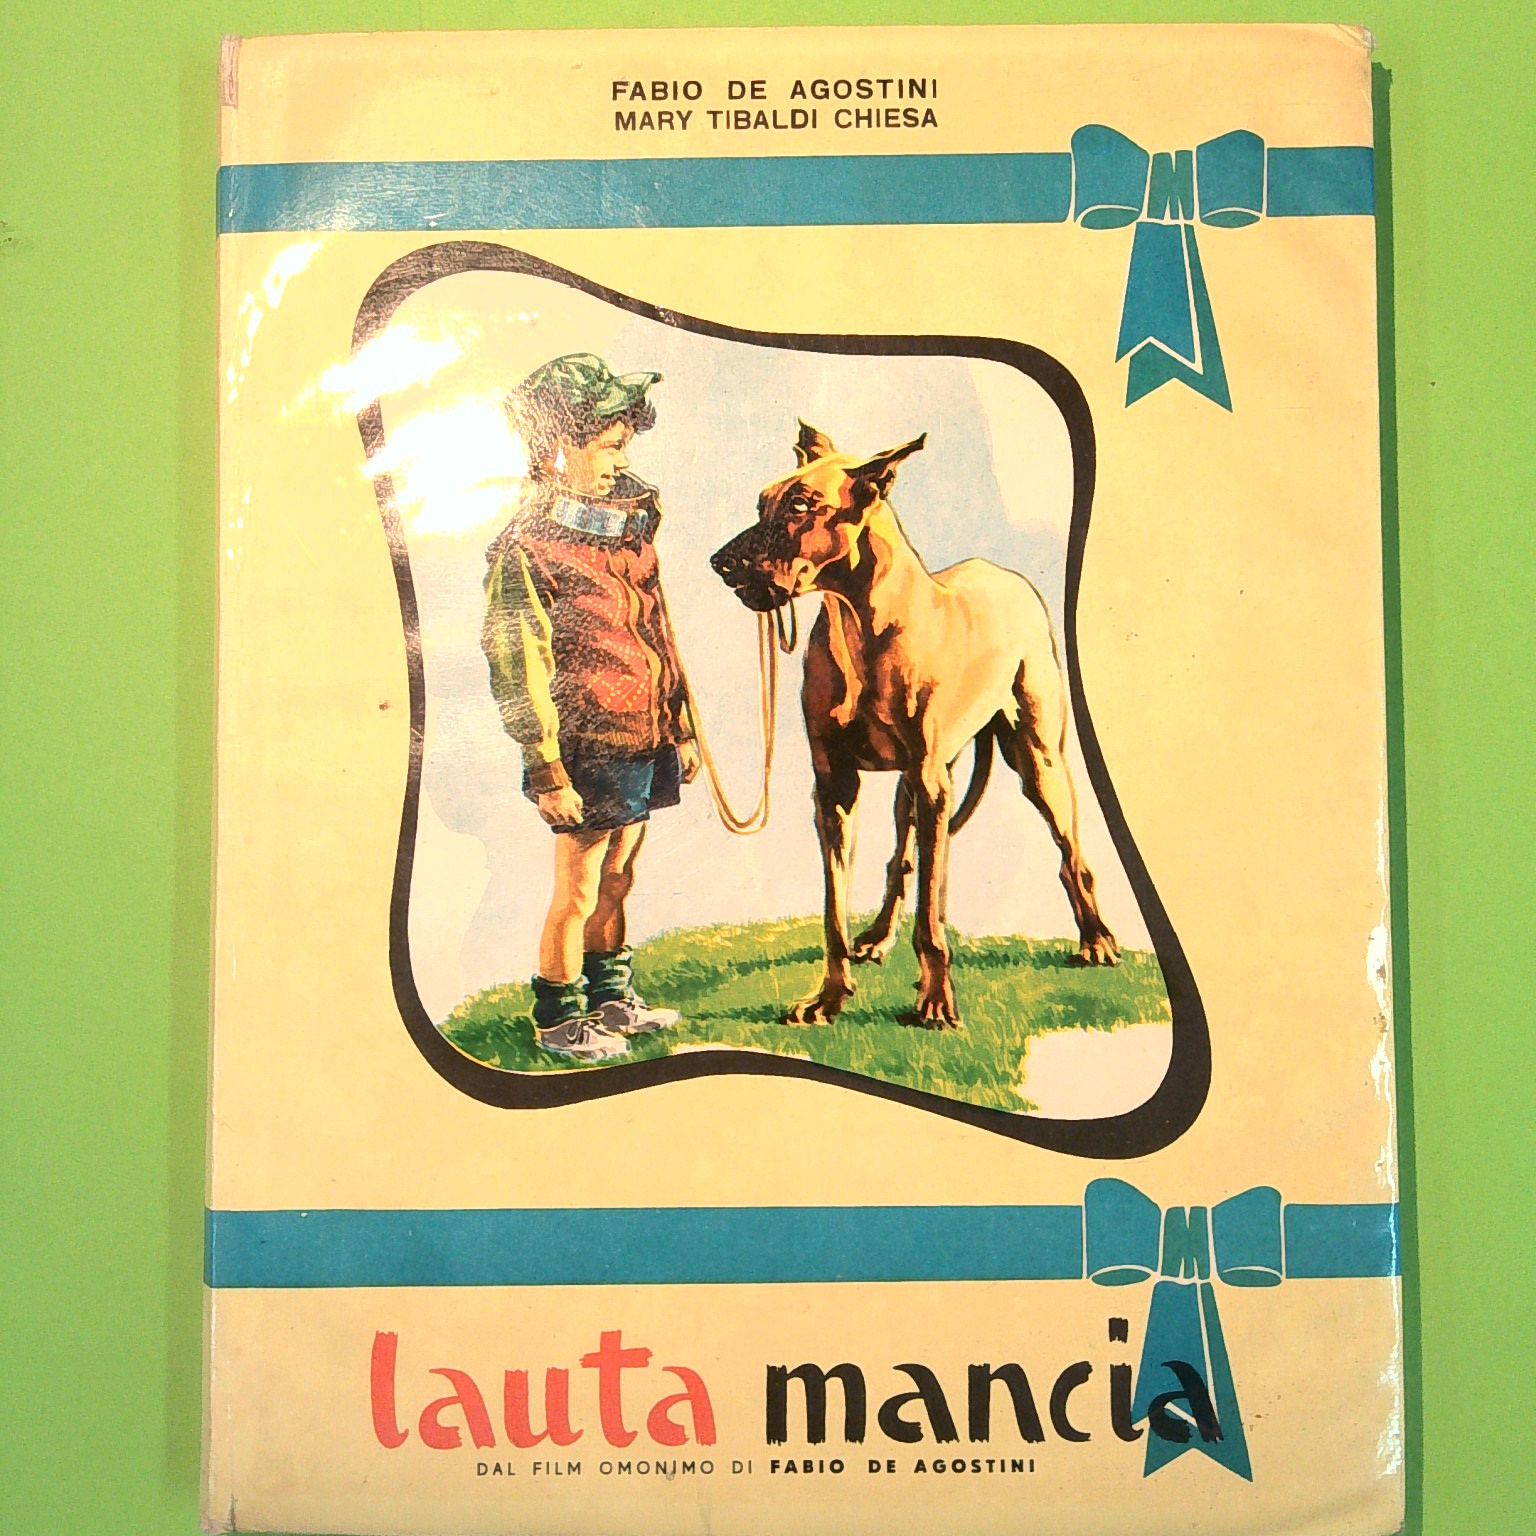 FABIO DE AGOSTINI
MARY TIBALDI CHIESA
lauta mancia
DAL FILM OMONIMO DI FABIO DE AGOSTINI